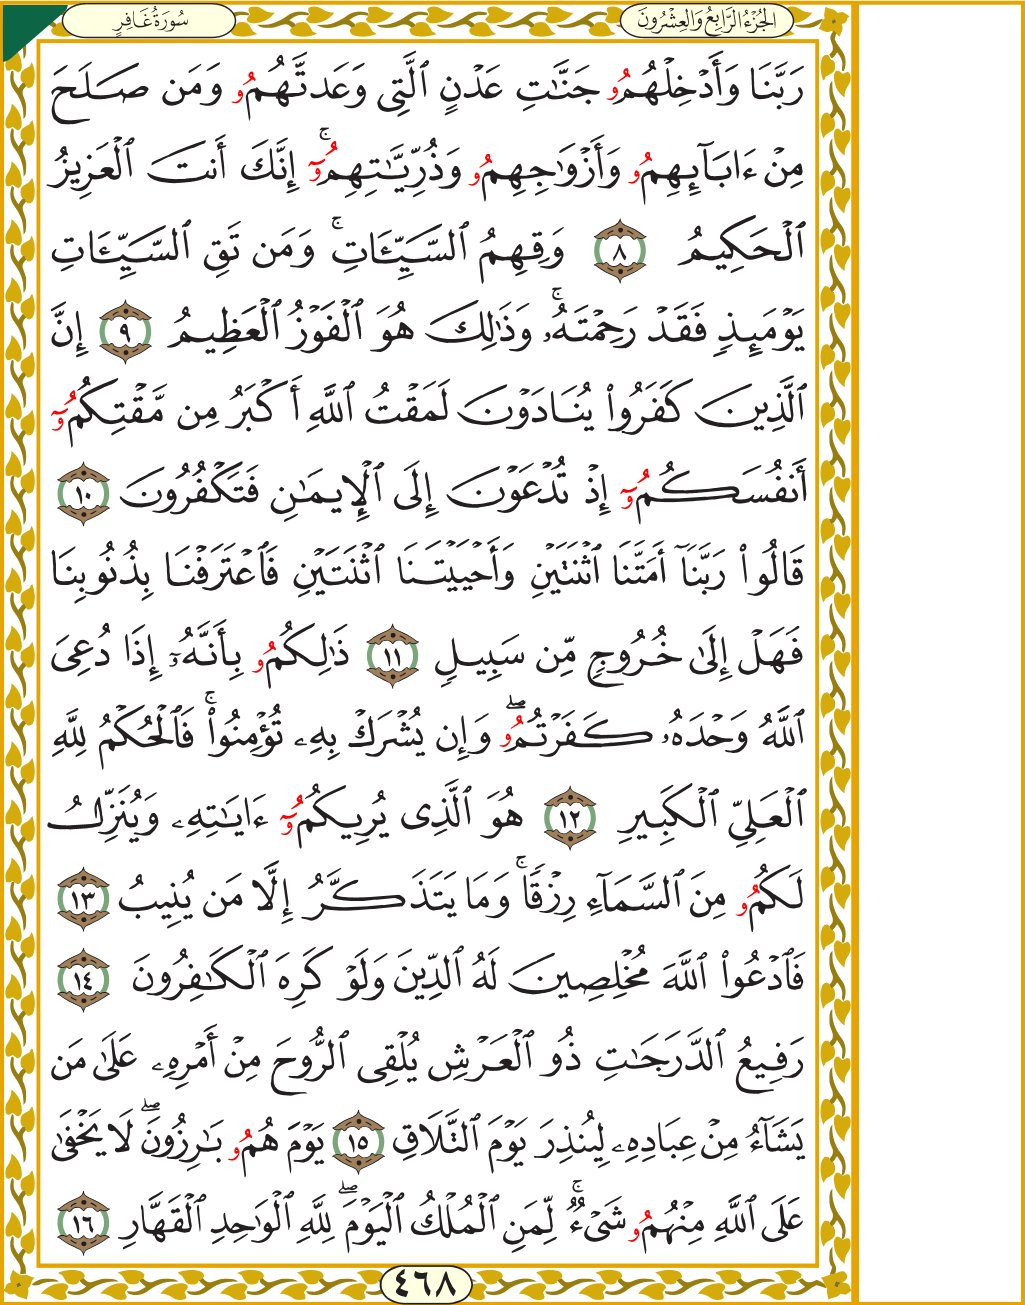 سُورَةُ غَافِرٍ
الجُزْءُ الرَّابِعُ وَالعِشْرُونَ
رَبَّنَا وَأَدْخِلْهُمُۥ جَنَّٰتِ عَدْنٍ ٱلَّتِى وَعَدتَّهُمُۥ وَمَن صَلَحَ
مِنْ ءَابَآئِهِمُۥ وَأَزْوَٰجِهِمُۥ وَذُرِّيَّٰتِهِمُۥٓۚ إِنَّكَ أَنتَ ٱلْعَزِيزُ
ٱلْحَكِيمُ ٨ وَقِهِمُ ٱلسَّيِّـَٔاتِۚ وَمَن تَقِ ٱلسَّيِّـَٔاتِ
يَوْمَئِذٍ فَقَدْ رَحِمْتَهُۥۚ وَذَٰلِكَ هُوَ ٱلْفَوْزُ ٱلْعَظِيمُ ٩ إِنَّ
ٱلَّذِينَ كَفَرُوا۟ يُنَادَوْنَ لَمَقْتُ ٱللَّهِ أَكْبَرُ مِن مَّقْتِكُمُۥٓ
أَنفُسَكُمُۥٓ إِذْ تُدْعَوْنَ إِلَى ٱلْإِيمَٰنِ فَتَكْفُرُونَ ١٠
قَالُوا۟ رَبَّنَآ أَمَتَّنَا ٱثْنَتَيْنِ وَأَحْيَيْتَنَا ٱثْنَتَيْنِ فَٱعْتَرَفْنَا بِذُنُوبِنَا
فَهَلْ إِلَىٰ خُرُوجٍ مِّن سَبِيلٍ ١١ ذَٰلِكُمُۥ بِأَنَّهُۥٓ إِذَا دُعِىَ
ٱللَّهُ وَحْدَهُۥ كَفَرْتُمُۥۖ وَإِن يُشْرَكْ بِهِۦ تُؤْمِنُوا۟ۚ فَٱلْحُكْمُ لِلَّهِ
ٱلْعَلِىِّ ٱلْكَبِيرِ ١٢ هُوَ ٱلَّذِى يُرِيكُمُۥٓ ءَايَٰتِهِۦ وَيُنَزِّلُ
لَكُمُۥ مِنَ ٱلسَّمَآءِ رِزْقًاۚ وَمَا يَتَذَكَّرُ إِلَّا مَن يُنِيبُ ١٣
فَٱدْعُوا۟ ٱللَّهَ مُخْلِصِينَ لَهُ ٱلدِّينَ وَلَوْ كَرِهَ ٱلْكَٰفِرُونَ ١٤
رَفِيعُ ٱلدَّرَجَٰتِ ذُو ٱلْعَرْشِ يُلْقِى ٱلرُّوحَ مِنْ أَمْرِهِۦ عَلَىٰ مَن
يَشَآءُ مِنْ عِبَادِهِۦ لِيُنذِرَ يَوْمَ ٱلتَّلَاقِ ١٥ يَوْمَ هُمُۥ بَٰرِزُونَۖ لَا يَخْفَىٰ
عَلَى ٱللَّهِ مِنْهُمُۥ شَىْءٌۚ لِّمَنِ ٱلْمُلْكُ ٱلْيَوْمَۖ لِلَّهِ ٱلْوَٰحِدِ ٱلْقَهَّارِ ١٦
٤٦٨